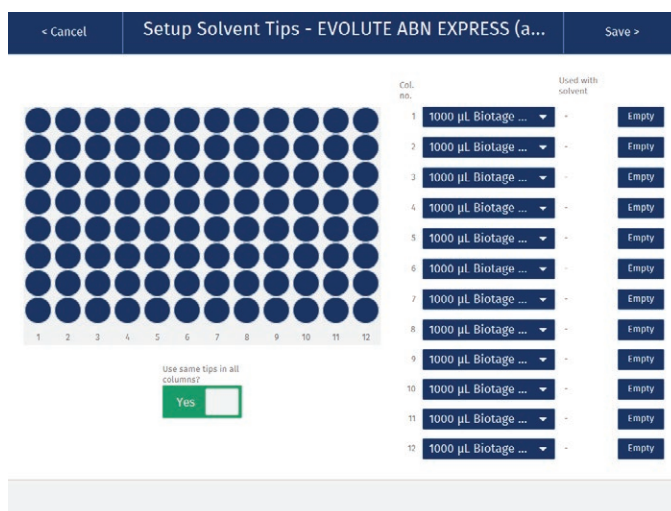 < Cancel
Setup Solvent Tips - EVOLUTE ABN EXPRESS (a...
Save >
Col.
no.
Used with
solvent
1 1000 µL Biotage ... - Empty
2 1000 µL Biotage ... - Empty
3 1000 µL Biotage ... - Empty
4 1000 µL Biotage ... - Empty
5 1000 µL Biotage ... - Empty
6 1000 µL Biotage ... - Empty
7 1000 µL Biotage ... - Empty
8 1000 µL Biotage ... - Empty
9 1000 µL Biotage ... - Empty
10 1000 µL Biotage ... - Empty
11 1000 µL Biotage ... - Empty
12 1000 µL Biotage ... - Empty
1 2 3 4 5 6 7 8 9 10 11 12
Use same tips in all
columns?
Yes